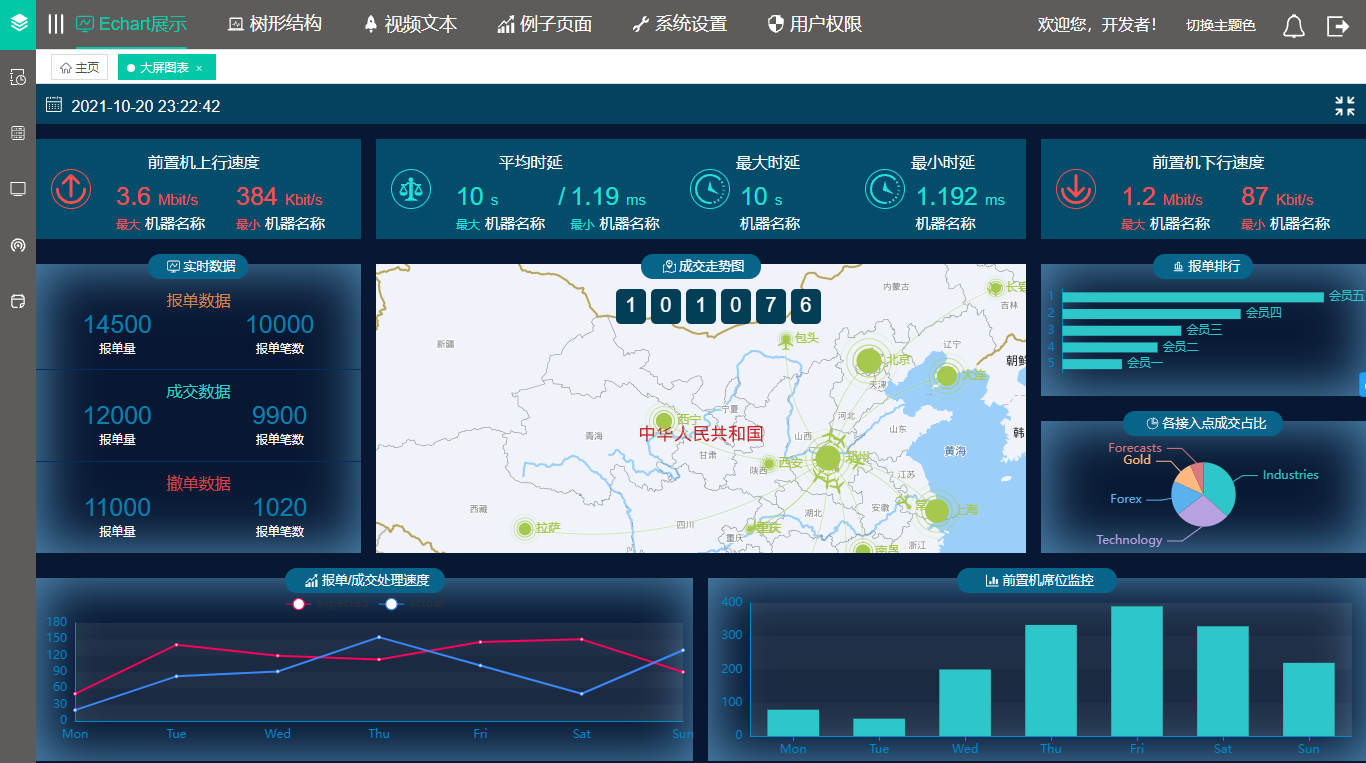 Echart展示 树形结构 视频文本 例子页面 系统设置 用户权限 欢迎您，开发者！ 切换主题色
主页 大屏图表 ×
2021-10-20 23:22:42
前置机上行速度
3.6 Mbit/s 384 Kbit/s
最大 机器名称 最小 机器名称
平均时延
10 s / 1.19 ms
最大 机器名称 最小 机器名称
最大时延
10 s
机器名称
最小时延
1.192 ms
机器名称
前置机下行速度
1.2 Mbit/s 87 Kbit/s
最大 机器名称 最小 机器名称
实时数据
报单数据
14500 10000
报单量 报单笔数
成交数据
12000 9900
报单量 报单笔数
撤单数据
11000 1020
报单量 报单笔数
成交走势图
1 0 1 0 7 6
内蒙古
长春
吉林
包头
新疆
辽宁
北京
朝鲜
天津
大连
宁夏
河北
西宁
中华人民共和国
青海
山西
山东
韩
甘肃
黄海
西安
郑州
陕西
江苏
西藏
安徽
常
上海
湖北
拉萨
四川
重庆
重庆
南昌
浙江
报单排行
1 会员五
2 会员四
3 会员三
4 会员二
5 会员一
各接入点成交占比
Forecasts
Gold
Industries
Forex
Technology
报单/成交处理速度
expected actual
180
150
120
90
60
30
0
Mon Tue Wed Thu Fri Sat Sun
前置机席位监控
400
300
200
100
0
Mon Tue Wed Thu Fri Sat Sun